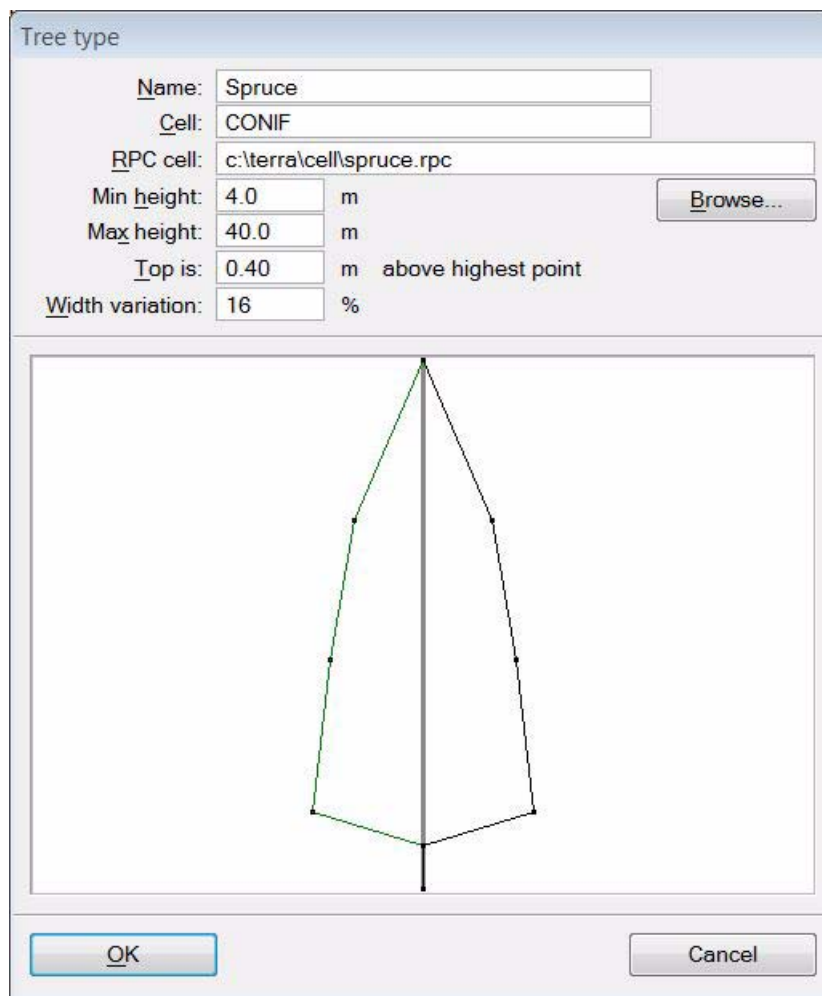 Tree type
Name: Spruce
Cell: CONIF
RPC cell: c:\terra\cell\spruce.rpc
Min height: 4.0 m Browse...
Max height: 40.0 m
Top is: 0.40 m above highest point
Width variation: 16 %
OK Cancel